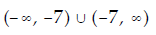 (-∞, -7) ∪ (-7, ∞)